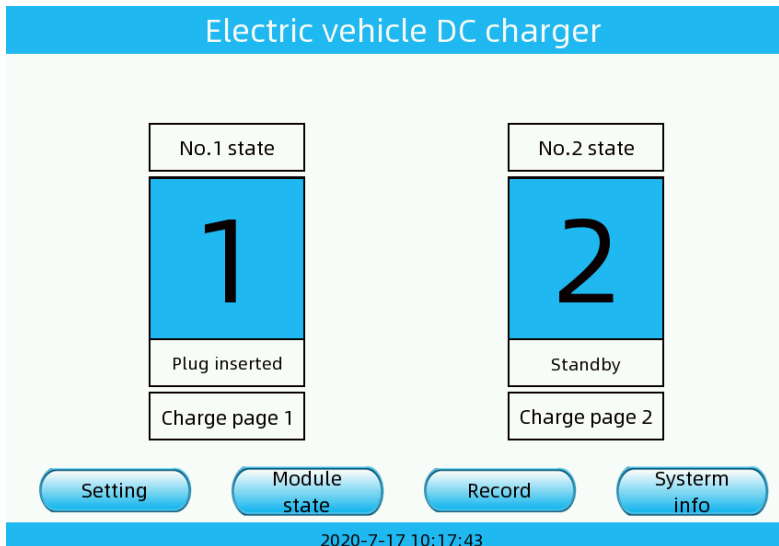 Electric vehicle DC charger
No.1 state
No.2 state
1
2
Plug inserted
Standby
Charge page 1
Charge page 2
Setting
Module
state
Record
Systerm
info
2020-7-17 10:17:43